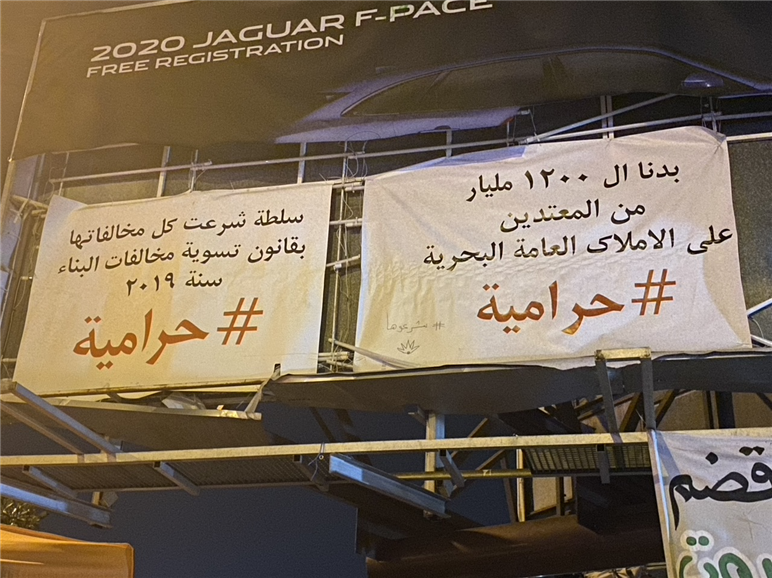 2020 JAGUAR F-PACE
FREE REGISTRATION
بدنا ال ١٢٠٠ مليار
من المعتدين
على الاملاك العامة البحرية
#حرامية
سلطة شرعت كل مخالفاتها
بقانون تسوية مخالفات البناء
سنة ٢٠١٩
#حرامية
قضم